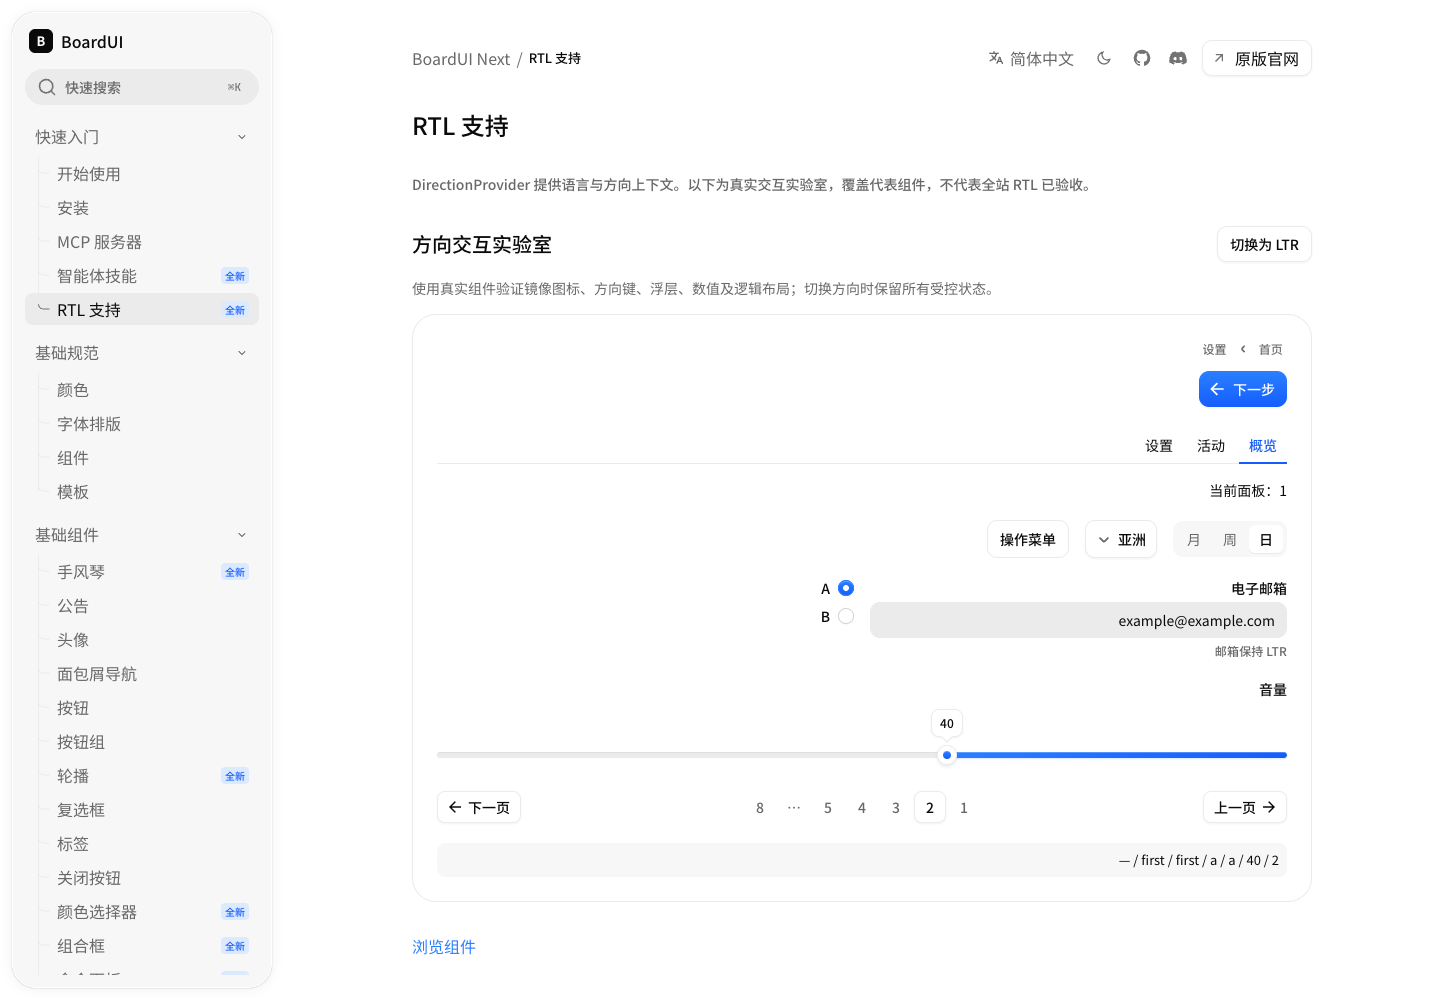 B BoardUI
快速搜索 ⌘K
快速入门
开始使用
安装
MCP 服务器
智能体技能 全新
RTL 支持 全新
基础规范
颜色
字体排版
组件
模板
基础组件
手风琴 全新
公告
头像
面包屑导航
按钮
按钮组
轮播 全新
复选框
标签
关闭按钮
颜色选择器 全新
组合框 全新
BoardUI Next / RTL 支持
简体中文
原版官网
RTL 支持
DirectionProvider 提供语言与方向上下文。以下为真实交互实验室，覆盖代表组件，不代表全站 RTL 已验收。
方向交互实验室
切换为 LTR
使用真实组件验证镜像图标、方向键、浮层、数值及逻辑布局；切换方向时保留所有受控状态。
设置 ‹ 首页
← 下一步
设置 活动 概览
当前面板：1
操作菜单 亚洲 月 周 日
A 电子邮箱
B example@example.com
邮箱保持 LTR
音量
40
← 下一页 8 … 5 4 3 2 1 上一页 →
— / first / first / a / a / 40 / 2
浏览组件